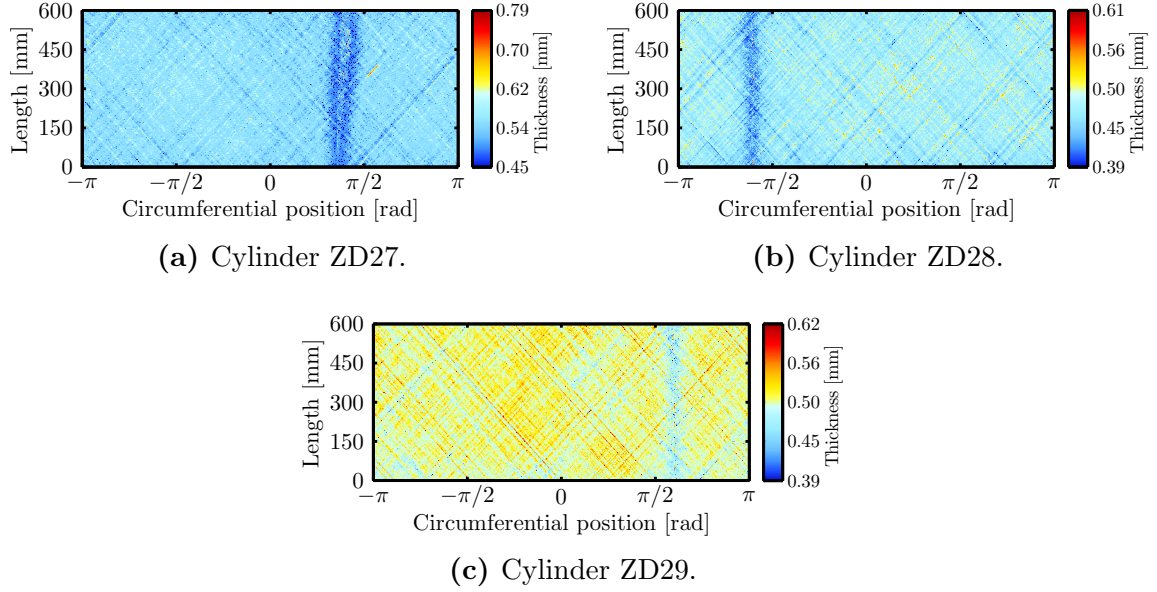 600
450
300
150
0
Length [mm]
−π
−π/2
0
π/2
π
Circumferential position [rad]
0.79
0.70
0.62
0.54
0.45
Thickness [mm]
(a) Cylinder ZD27.
600
450
300
150
0
Length [mm]
−π
−π/2
0
π/2
π
Circumferential position [rad]
0.61
0.56
0.51
0.45
0.39
Thickness [mm]
(b) Cylinder ZD28.
600
450
300
150
0
Length [mm]
−π
−π/2
0
π/2
π
Circumferential position [rad]
0.62
0.56
0.50
0.45
0.39
Thickness [mm]
(c) Cylinder ZD29.